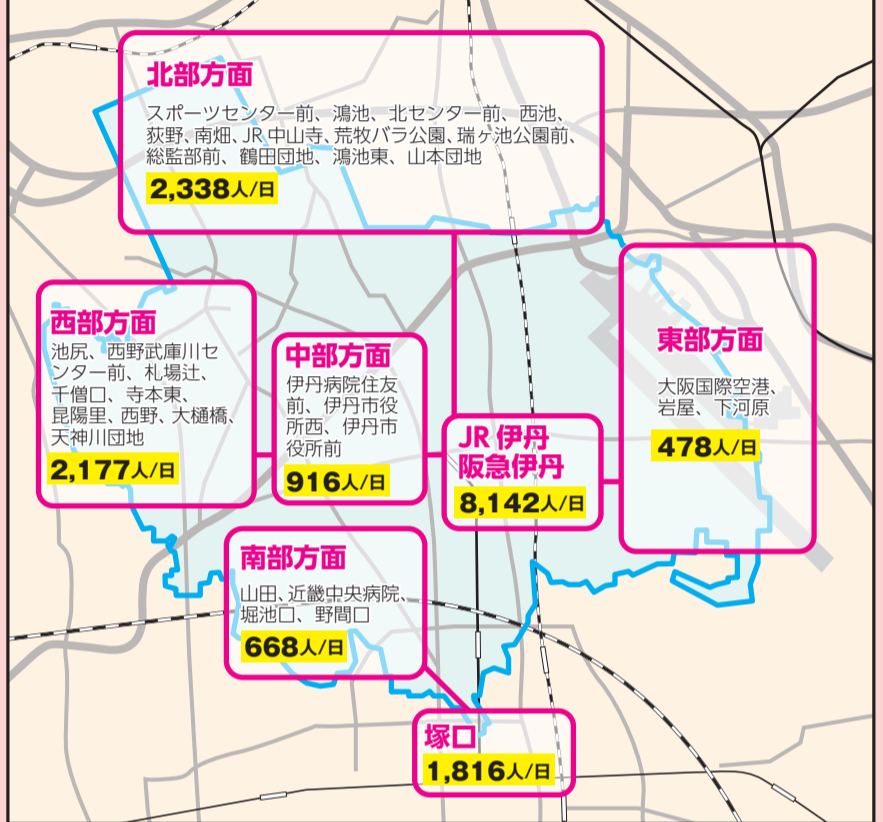 北部方面
スポーツセンター前、鴻池、北センター前、西池、
荻野、南畑、JR中山寺、荒牧バラ公園、瑞ケ池公園前、
総監部前、鶴田団地、鴻池東、山本団地
2,338人/日
西部方面
池尻、西野武庫川セ
ンター前、札場辻、
千僧口、寺本東、
昆陽里、西野、大樋橋、
天神川団地
2,177人/日
中部方面
伊丹病院住友
前、伊丹市役
所西、伊丹市
役所前
916人/日
JR伊丹
阪急伊丹
8,142人/日
東部方面
大阪国際空港、
岩屋、下河原
478人/日
南部方面
山田、近畿中央病院、
堀池口、野間口
668人/日
塚口
1,816人/日